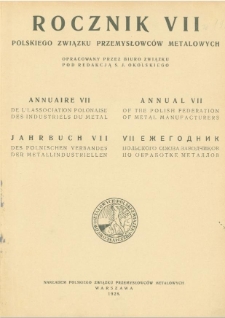 ROCZNIK VII
POLSKIEGO ZWIĄZKU PRZEMYSŁOWCÓW METALOWYCH
OPRACOWANY PRZEZ BIURO ZWIĄZKU
POD REDAKCJĄ S. J. OKOLSKIEGO
ANNUAIRE VII
DE L'ASSOCIATION POLONAISE
DES INDUSTRIELS DU METAL
ANNUAL VII
OF THE POLISH FEDERATION
OF METAL MANUFACTURERS
JAHRBUCH VII
DES POLNISCHEN VERBANDES
DER METALLINDUSTRIELLEN
VII ЕЖЕГОДНИК
ПОЛЬСКОГО СОЮЗА ЗАВОДЧИКОВ
ПО ОБРАБОТКЕ МЕТАЛЛОВ
NAKŁADEM POLSKIEGO ZWIĄZKU PRZEMYSŁOWCÓW METALOWYCH
WARSZAWA